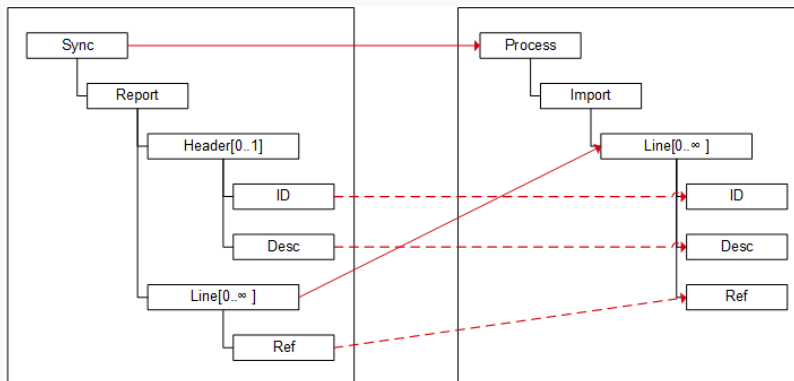 Sync
Report
Header[0..1]
ID
Desc
Line[0..∞ ]
Ref
Process
Import
Line[0..∞ ]
ID
Desc
Ref